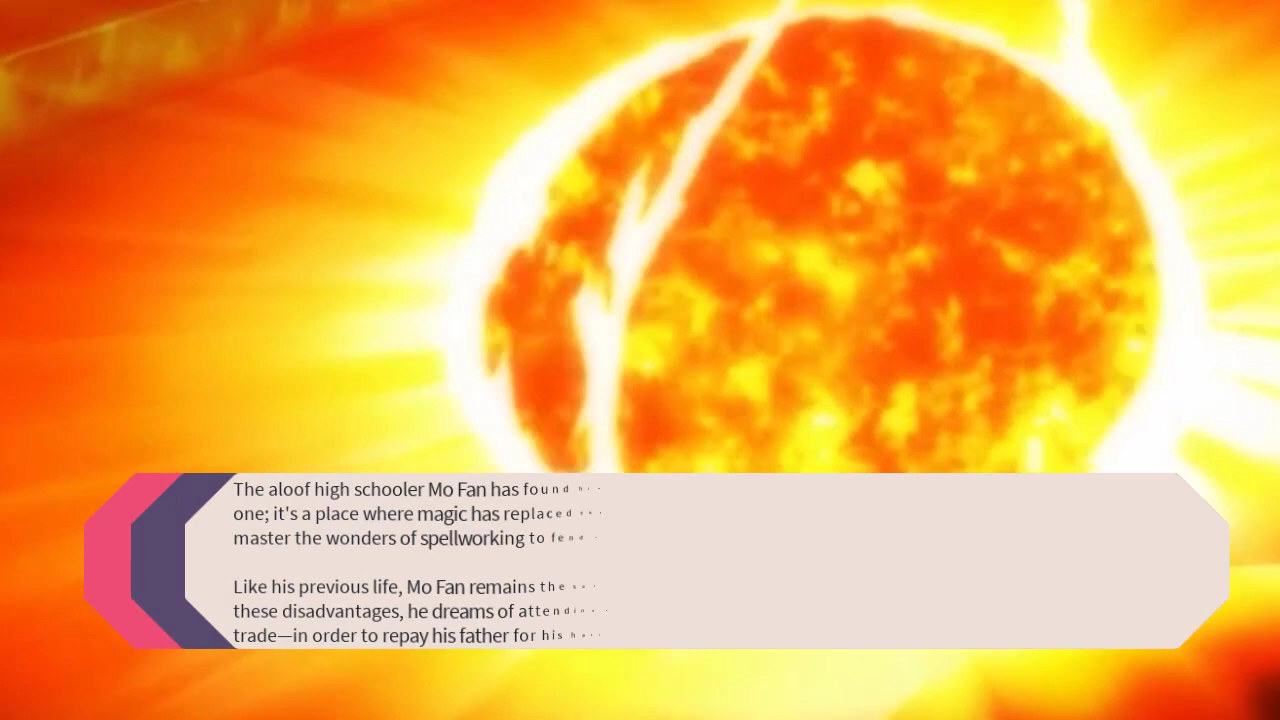 The aloof high schooler Mo Fan has found
one; it's a place where magic has replaced
master the wonders of spellworking to
Like his previous life, Mo Fan remains the
these disadvantages, he dreams of
trade—in order to repay his father for his